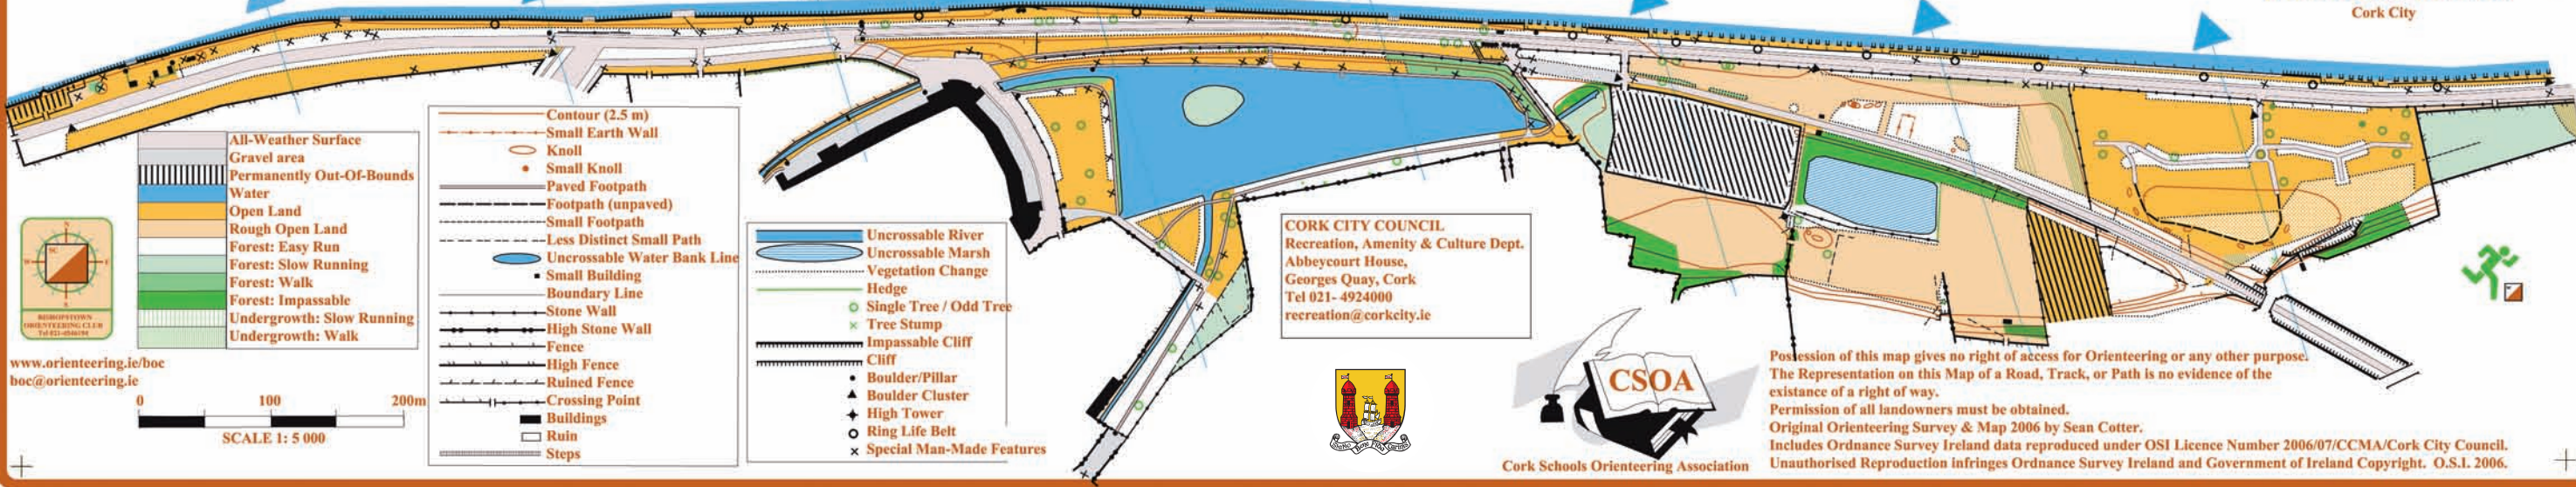 Cork City
All-Weather Surface
Gravel area
Permanently Out-Of-Bounds
Water
Open Land
Rough Open Land
Forest: Easy Run
Forest: Slow Running
Forest: Walk
Forest: Impassable
Undergrowth: Slow Running
Undergrowth: Walk
N
SC
W
E
S
BISHOPSTOWN
ORIENTEERING CLUB
Tel 021-4546194
www.orienteering.ie/boc
boc@orienteering.ie
0 100 200m
SCALE 1: 5 000
Contour (2.5 m)
Small Earth Wall
Knoll
Small Knoll
Paved Footpath
Footpath (unpaved)
Small Footpath
Less Distinct Small Path
Uncrossable Water Bank Line
Small Building
Boundary Line
Stone Wall
High Stone Wall
Fence
High Fence
Ruined Fence
Crossing Point
Buildings
Ruin
Steps
Uncrossable River
Uncrossable Marsh
Vegetation Change
Hedge
Single Tree / Odd Tree
Tree Stump
Impassable Cliff
Cliff
Boulder/Pillar
Boulder Cluster
High Tower
Ring Life Belt
Special Man-Made Features
CORK CITY COUNCIL
Recreation, Amenity & Culture Dept.
Abbeycourt House,
Georges Quay, Cork
Tel 021- 4924000
recreation@corkcity.ie
CSOA
Cork Schools Orienteering Association
Possession of this map gives no right of access for Orienteering or any other purpose.
The Representation on this Map of a Road, Track, or Path is no evidence of the
existance of a right of way.
Permission of all landowners must be obtained.
Original Orienteering Survey & Map 2006 by Sean Cotter.
Includes Ordnance Survey Ireland data reproduced under OSI Licence Number 2006/07/CCMA/Cork City Council.
Unauthorised Reproduction infringes Ordnance Survey Ireland and Government of Ireland Copyright. O.S.I. 2006.